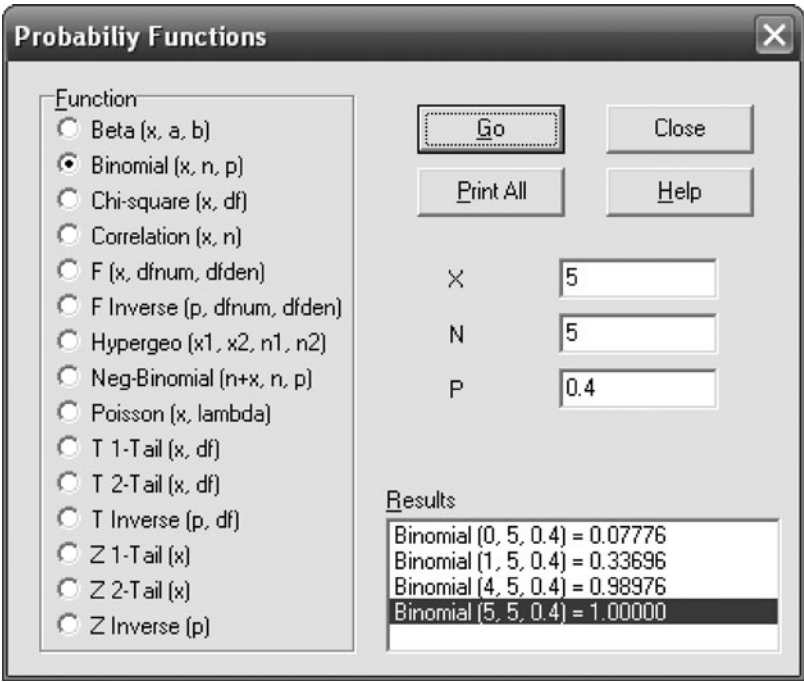 Probabiliy Functions
Function
Beta (x, a, b)
Binomial (x, n, p)
Chi-square (x, df)
Correlation (x, n)
F (x, dfnum, dfden)
F Inverse (p, dfnum, dfden)
Hypergeo (x1, x2, n1, n2)
Neg-Binomial (n+x, n, p)
Poisson (x, lambda)
T 1-Tail (x, df)
T 2-Tail (x, df)
T Inverse (p, df)
Z 1-Tail (x)
Z 2-Tail (x)
Z Inverse (p)
Go
Close
Print All
Help
X
5
N
5
P
0.4
Results
Binomial (0, 5, 0.4) = 0.07776
Binomial (1, 5, 0.4) = 0.33696
Binomial (4, 5, 0.4) = 0.98976
Binomial (5, 5, 0.4) = 1.00000